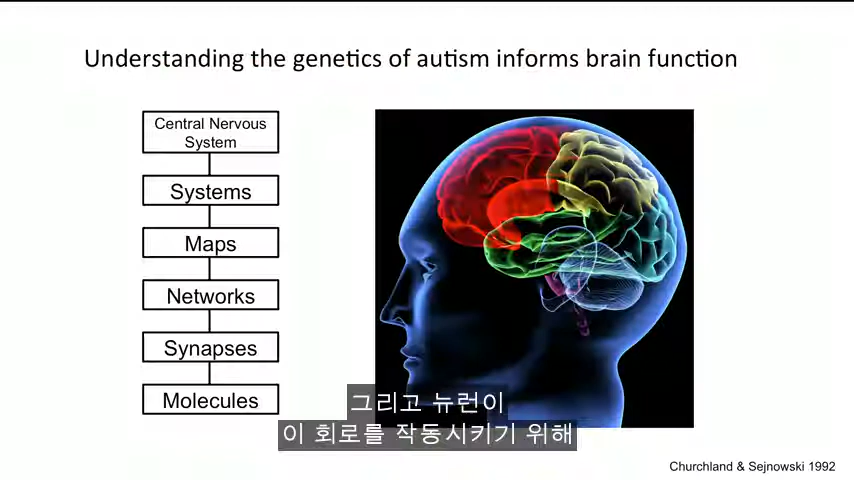 Understanding the genetics of autism informs brain function
Central Nervous
System
Systems
Maps
Networks
Synapses
Molecules
그리고 뉴런이
이 회로를 작동시키기 위해
Churchland & Sejnowski 1992